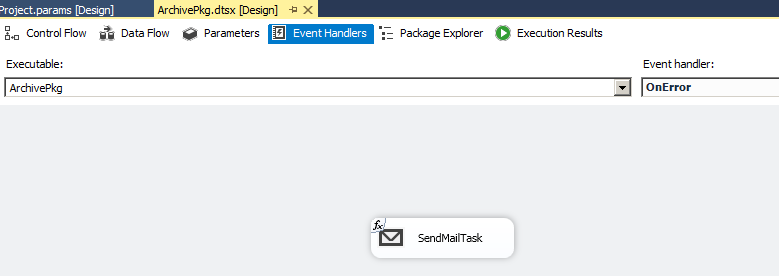 Project.params [Design]
ArchivePkg.dtsx [Design]
Control Flow
Data Flow
Parameters
Event Handlers
Package Explorer
Execution Results
Executable:
Event handler:
ArchivePkg
OnError
fx
SendMailTask